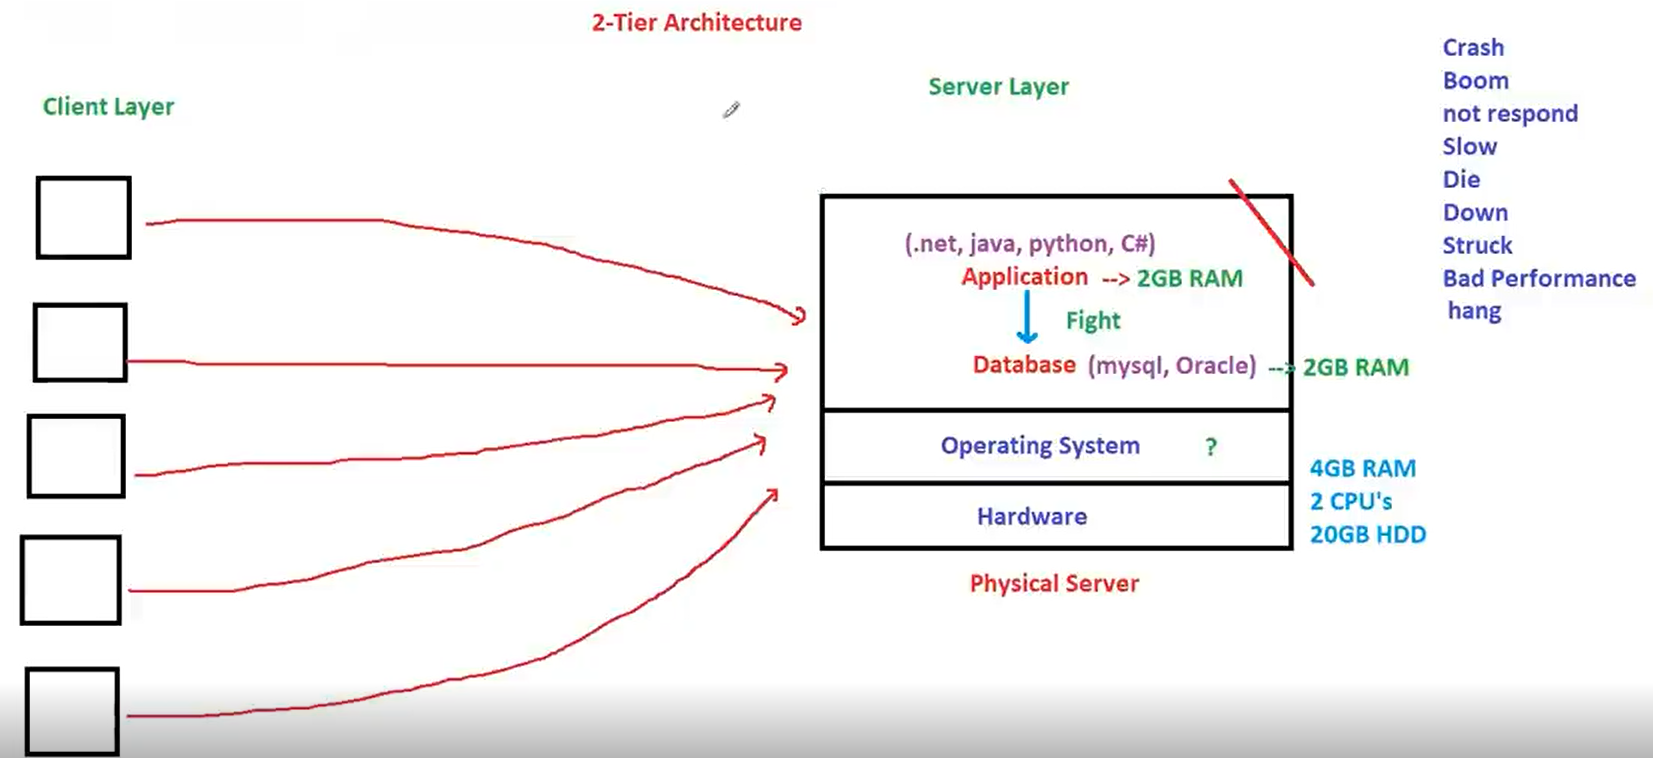 2-Tier Architecture
Client Layer
Server Layer
(.net, java, python, C#)
Application --> 2GB RAM
Fight
Database (mysql, Oracle) --> 2GB RAM
Operating System ?
Hardware
4GB RAM
2 CPU's
20GB HDD
Physical Server
Crash
Boom
not respond
Slow
Die
Down
Struck
Bad Performance
hang